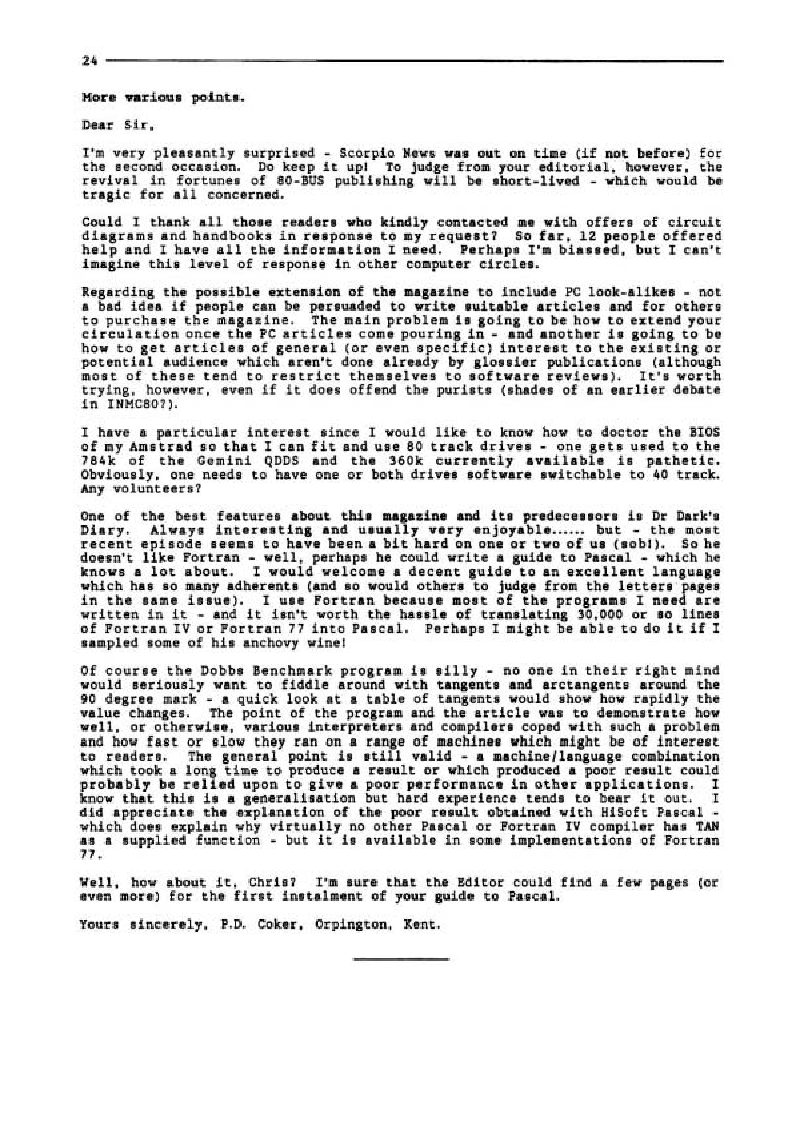 24
More various points.
Dear Sir,
I'm very pleasantly surprised - Scorpio News was out on time (if not before) for
the second occasion. Do keep it up! To judge from your editorial, however, the
revival in fortunes of 80-BUS publishing will be short-lived - which would be
tragic for all concerned.
Could I thank all those readers who kindly contacted me with offers of circuit
diagrams and handbooks in response to my request? So far, 12 people offered
help and I have all the information I need. Perhaps I'm biassed, but I can't
imagine this level of response in other computer circles.
Regarding the possible extension of the magazine to include PC look-alikes - not
a bad idea if people can be persuaded to write suitable articles and for others
to purchase the magazine. The main problem is going to be how to extend your
circulation once the PC articles come pouring in - and another is going to be
how to get articles of general (or even specific) interest to the existing or
potential audience which aren't done already by glossier publications (although
most of these tend to restrict themselves to software reviews). It's worth
trying, however, even if it does offend the purists (shades of an earlier debate
in INMC80?).
I have a particular interest since I would like to know how to doctor the BIOS
of my Amstrad so that I can fit and use 80 track drives - one gets used to the
784k of the Gemini QDDS and the 360k currently available is pathetic.
Obviously, one needs to have one or both drives software switchable to 40 track.
Any volunteers?
One of the best features about this magazine and its predecessors is Dr Dark's
Diary. Always interesting and usually very enjoyable...... but - the most
recent episode seems to have been a bit hard on one or two of us (sob!). So he
doesn't like Fortran - well, perhaps he could write a guide to Pascal - which he
knows a lot about. I would welcome a decent guide to an excellent language
which has so many adherents (and so would others to judge from the letters pages
in the same issue). I use Fortran because most of the programs I need are
written in it - and it isn't worth the hassle of translating 30,000 or so lines
of Fortran IV or Fortran 77 into Pascal. Perhaps I might be able to do it if I
sampled some of his anchovy wine!
Of course the Dobbs Benchmark program is silly - no one in their right mind
would seriously want to fiddle around with tangents and arctangents around the
90 degree mark - a quick look at a table of tangents would show how rapidly the
value changes. The point of the program and the article was to demonstrate how
well, or otherwise, various interpreters and compilers coped with such a problem
and how fast or slow they ran on a range of machines which might be of interest
to readers. The general point is still valid - a machine/language combination
which took a long time to produce a result or which produced a poor result could
probably be relied upon to give a poor performance in other applications. I
know that this is a generalisation but hard experience tends to bear it out. I
did appreciate the explanation of the poor result obtained with HiSoft Pascal -
which does explain why virtually no other Pascal or Fortran IV compiler has TAN
as a supplied function - but it is available in some implementations of Fortran
77.
Well, how about it, Chris? I'm sure that the Editor could find a few pages (or
even more) for the first instalment of your guide to Pascal.
Yours sincerely, P.D. Coker, Orpington, Kent.